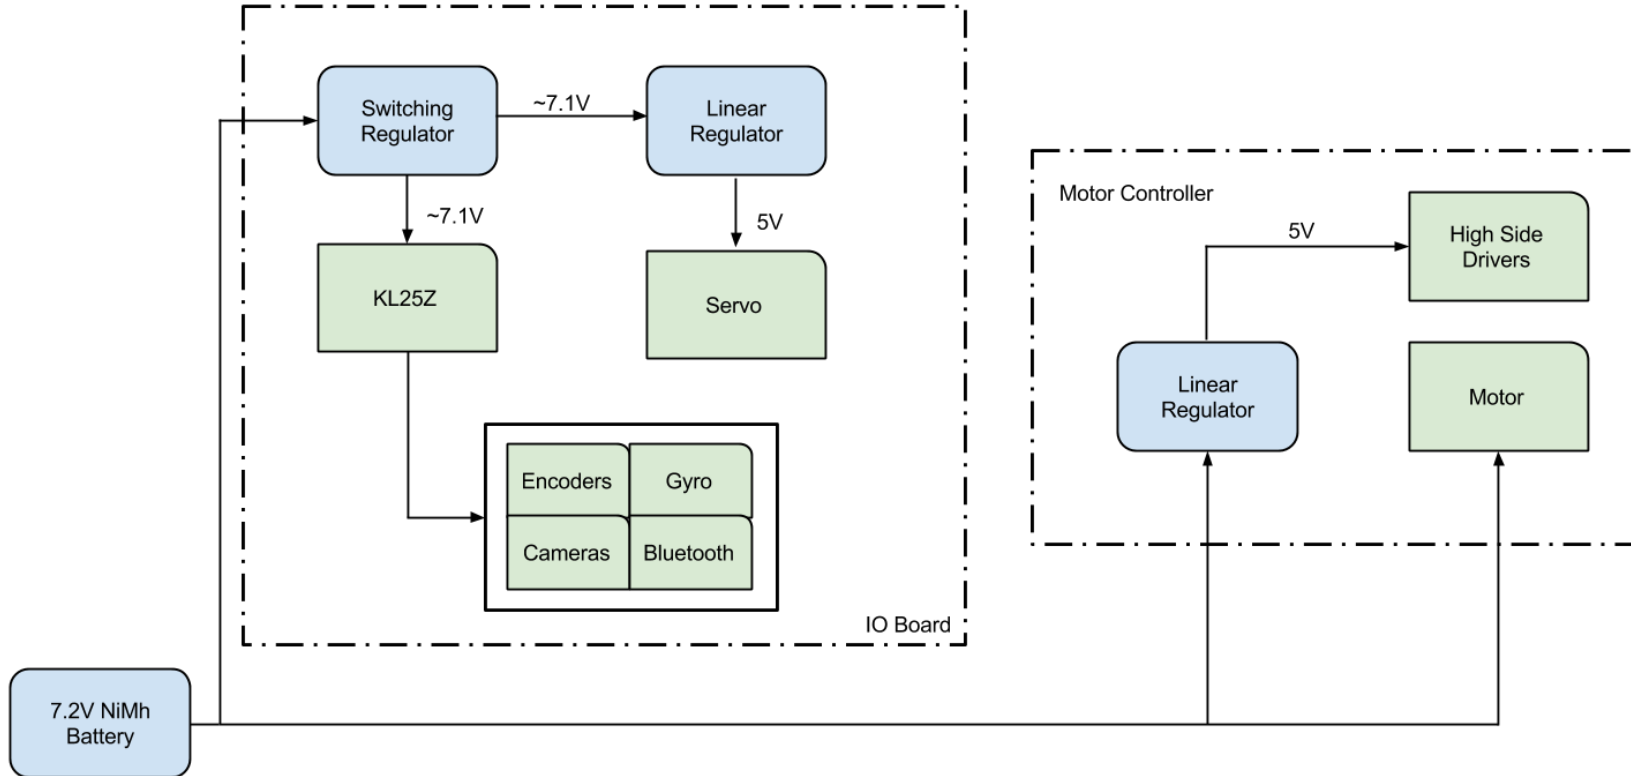 Switching
Regulator
~7.1V
Linear
Regulator
~7.1V
5V
KL25Z
Servo
Encoders
Gyro
Cameras
Bluetooth
IO Board
Motor Controller
5V
High Side
Drivers
Linear
Regulator
Motor
7.2V NiMh
Battery